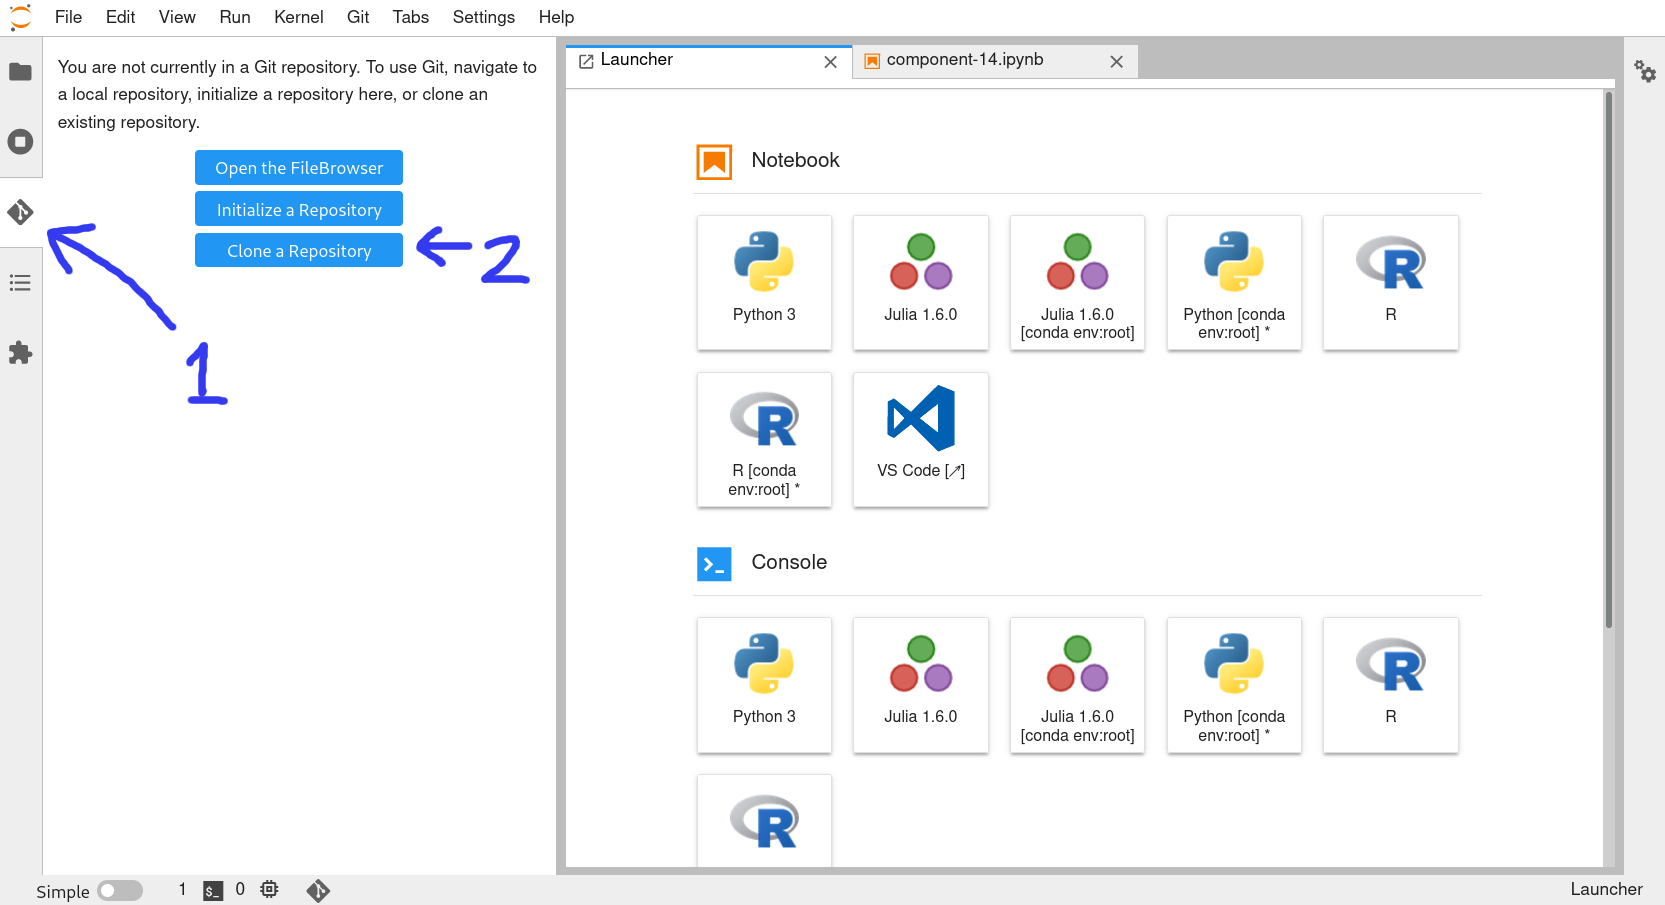 File Edit View Run Kernel Git Tabs Settings Help
You are not currently in a Git repository. To use Git, navigate to
a local repository, initialize a repository here, or clone an
existing repository.
Open the FileBrowser
Initialize a Repository
Clone a Repository
2
1
Launcher
component-14.ipynb
Notebook
Python 3
Julia 1.6.0
Julia 1.6.0
[conda env:root]
Python [conda
env:root] *
R
R [conda
env:root] *
VS Code [↗]
Console
Python 3
Julia 1.6.0
Julia 1.6.0
[conda env:root]
Python [conda
env:root] *
R
Simple 1 $_ 0
Launcher